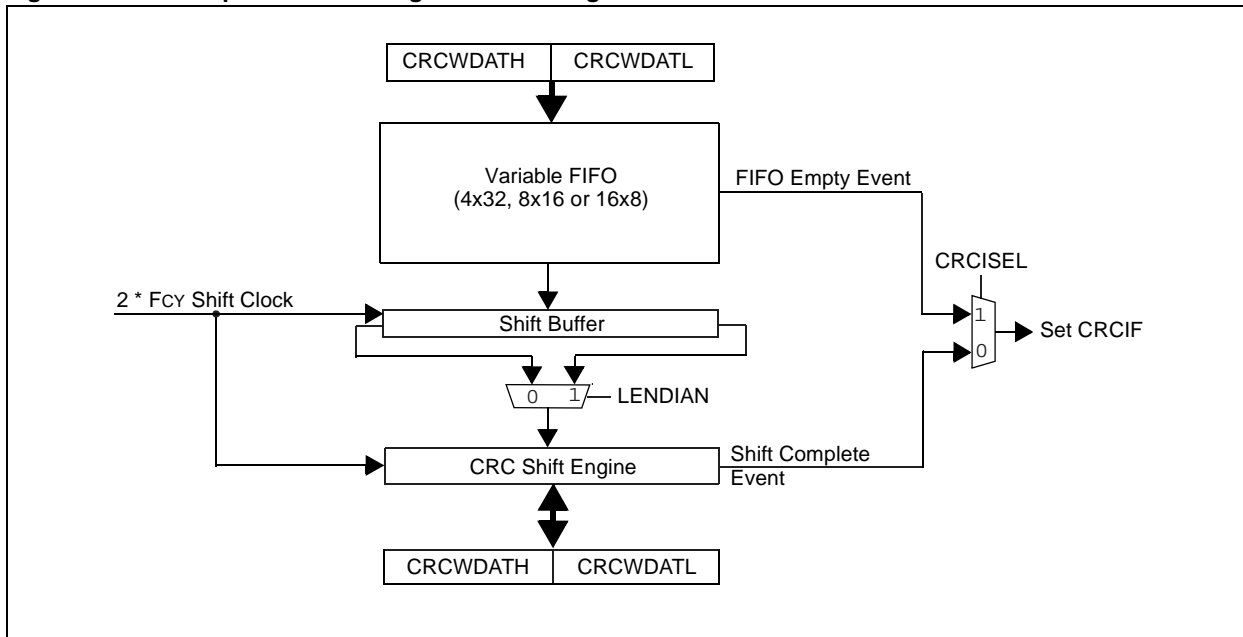 CRCWDATH CRCWDATL
Variable FIFO
(4x32, 8x16 or 16x8)
FIFO Empty Event
CRCISEL
2 * FCY Shift Clock
1
Set CRCIF
Shift Buffer
0
0 1
LENDIAN
CRC Shift Engine
Shift Complete
Event
CRCWDATH CRCWDATL